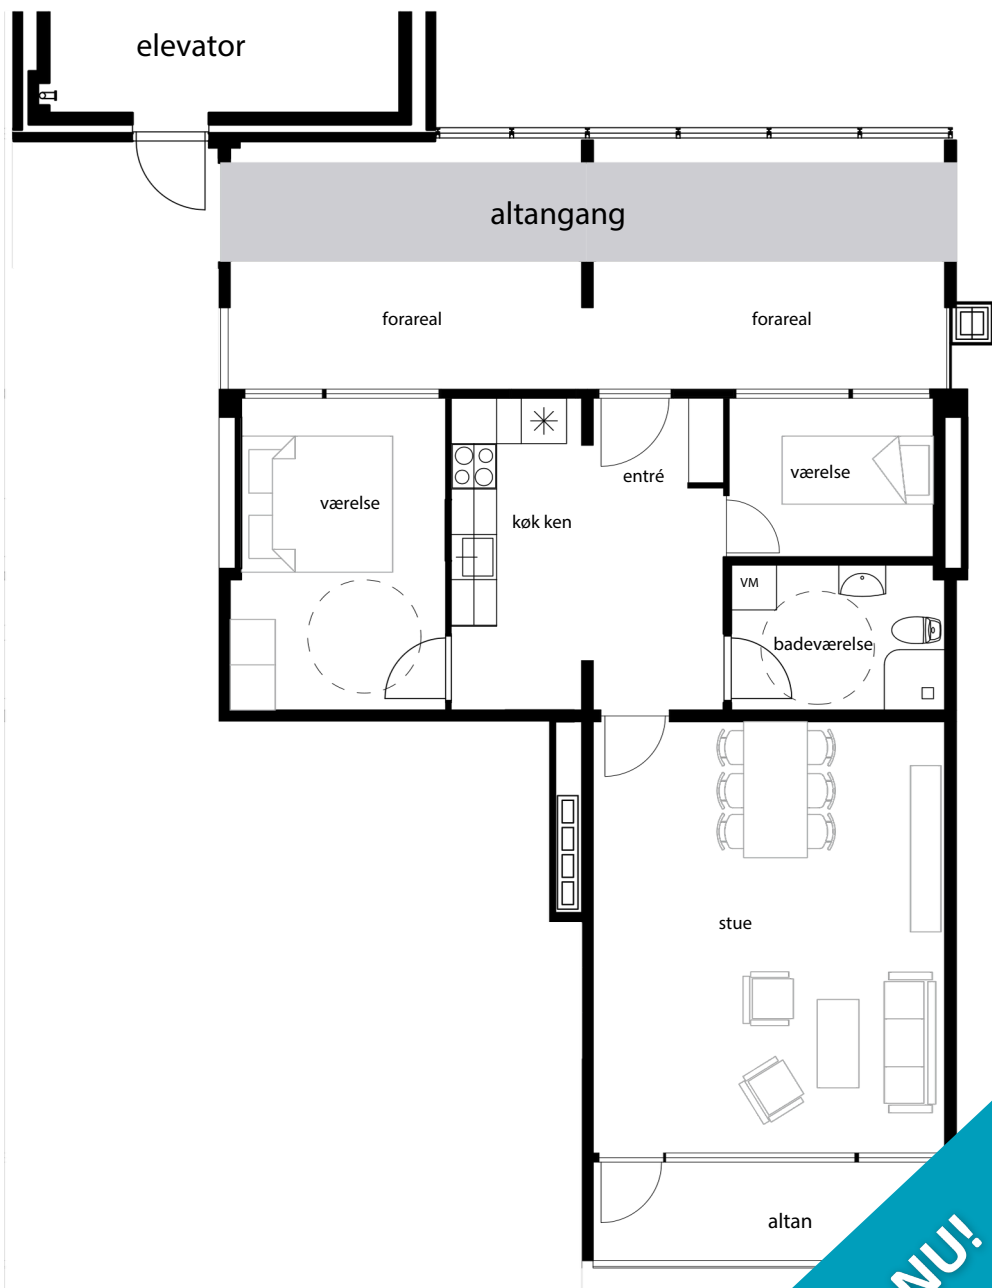 elevator
altangang
forareal
forareal
værelse
køk ken
entré
værelse
VM
badeværelse
stue
altan
NU!